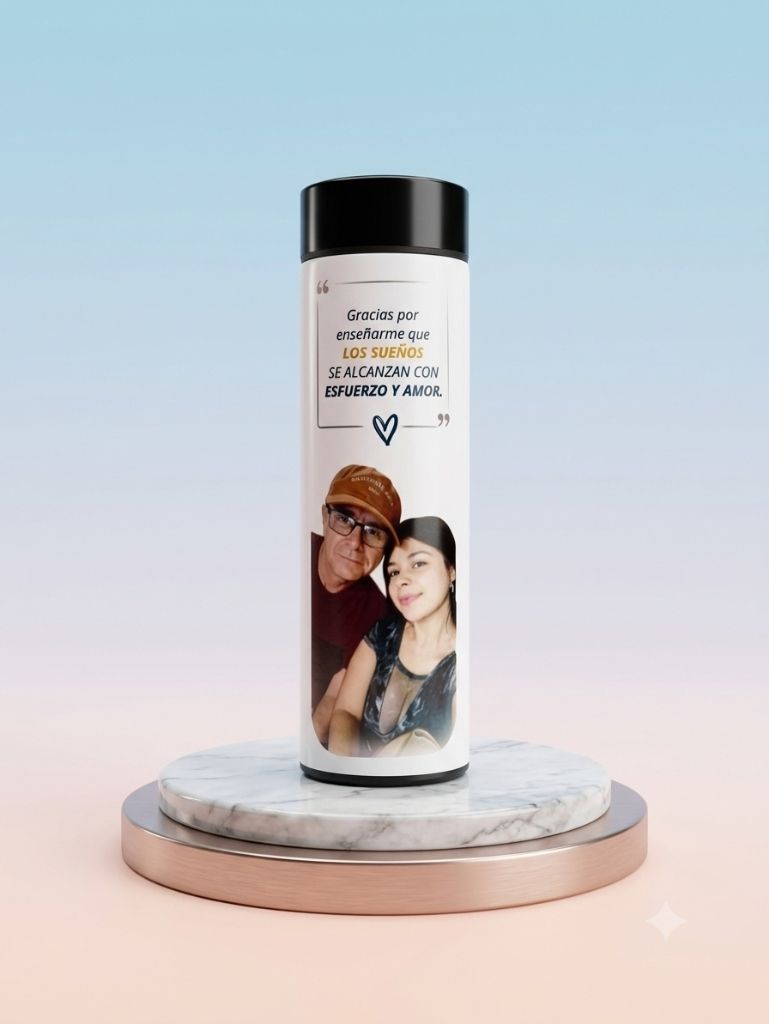 “
Gracias por
enseñarme que
LOS SUEÑOS
SE ALCANZAN CON
ESFUERZO Y AMOR.
”